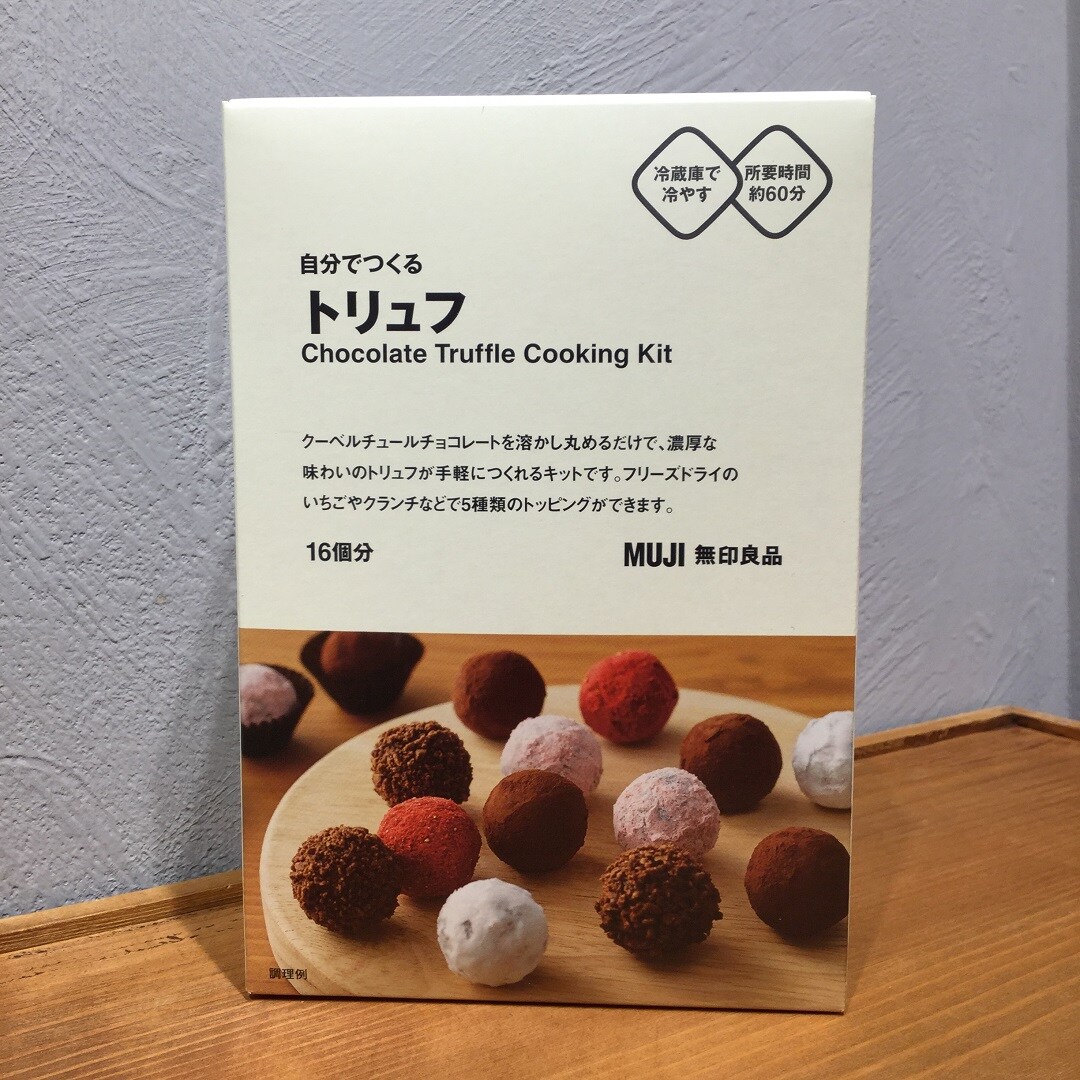 冷蔵庫で
冷やす
所要時間
約60分
自分でつくる
トリュフ
Chocolate Truffle Cooking Kit
クーベルチュールチョコレートを溶かし丸めるだけで、濃厚な
味わいのトリュフが手軽につくれるキットです。フリーズドライの
いちごやクランチなどで5種類のトッピングができます。
16個分
MUJI 無印良品
調理例